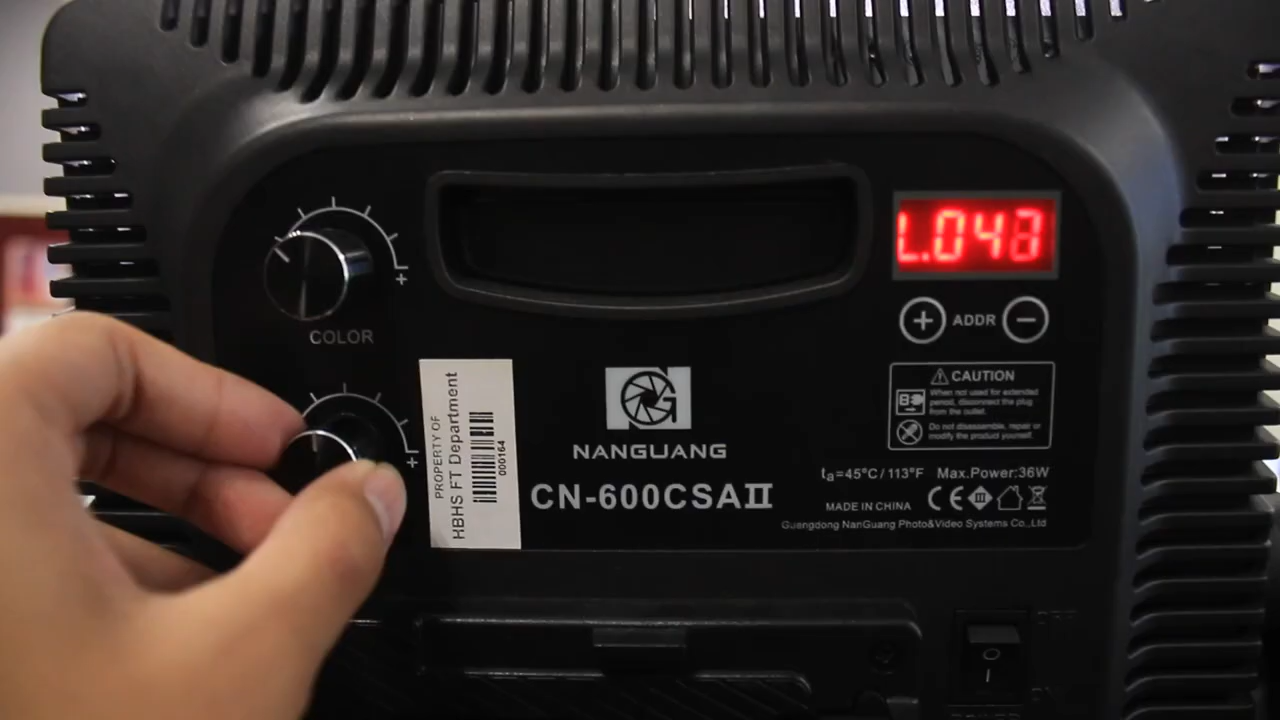 L.04
COLOR
+
+
PROPERTY OF
HBHS FT Department
000164
NANGUANG
CN-600CSAII
+ ADDR −
CAUTION
When not used for extended
period, disconnect the plug
from the outlet.
Do not disassemble, repair or
modify the product yourself.
ta=45°C/113°F Max.Power:36W
MADE IN CHINA CE
Guangdong NanGuang Photo&Video Systems Co.,Ltd